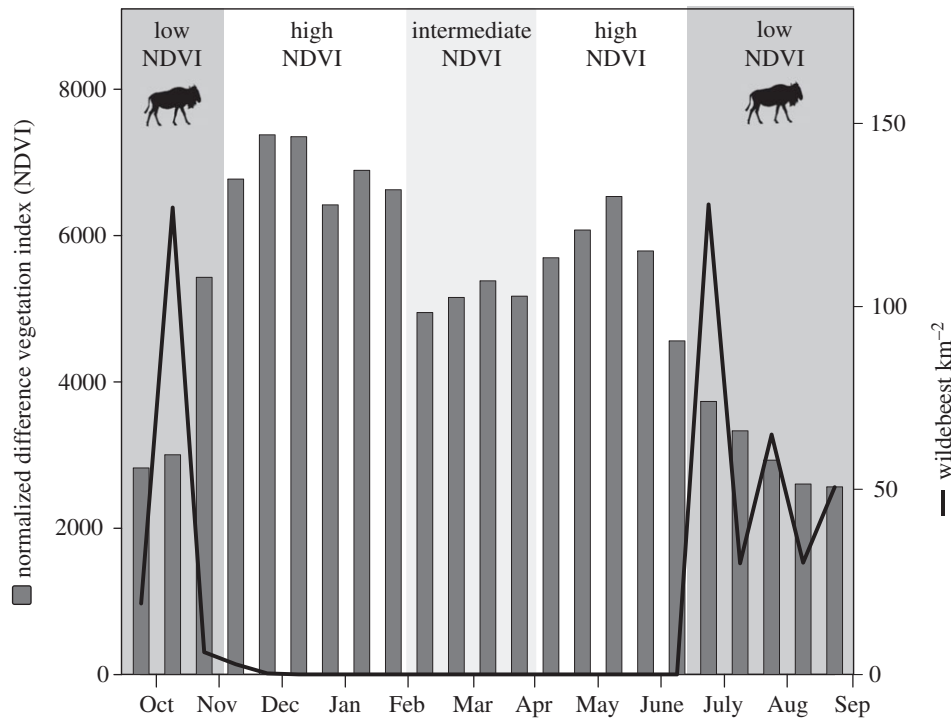 low
NDVI
high
NDVI
intermediate
NDVI
high
NDVI
low
NDVI
normalized difference vegetation index (NDVI)
8000
6000
4000
2000
0
150
100
50
0
wildebeest km⁻²
Oct Nov Dec Jan Feb Mar Apr May June July Aug Sep